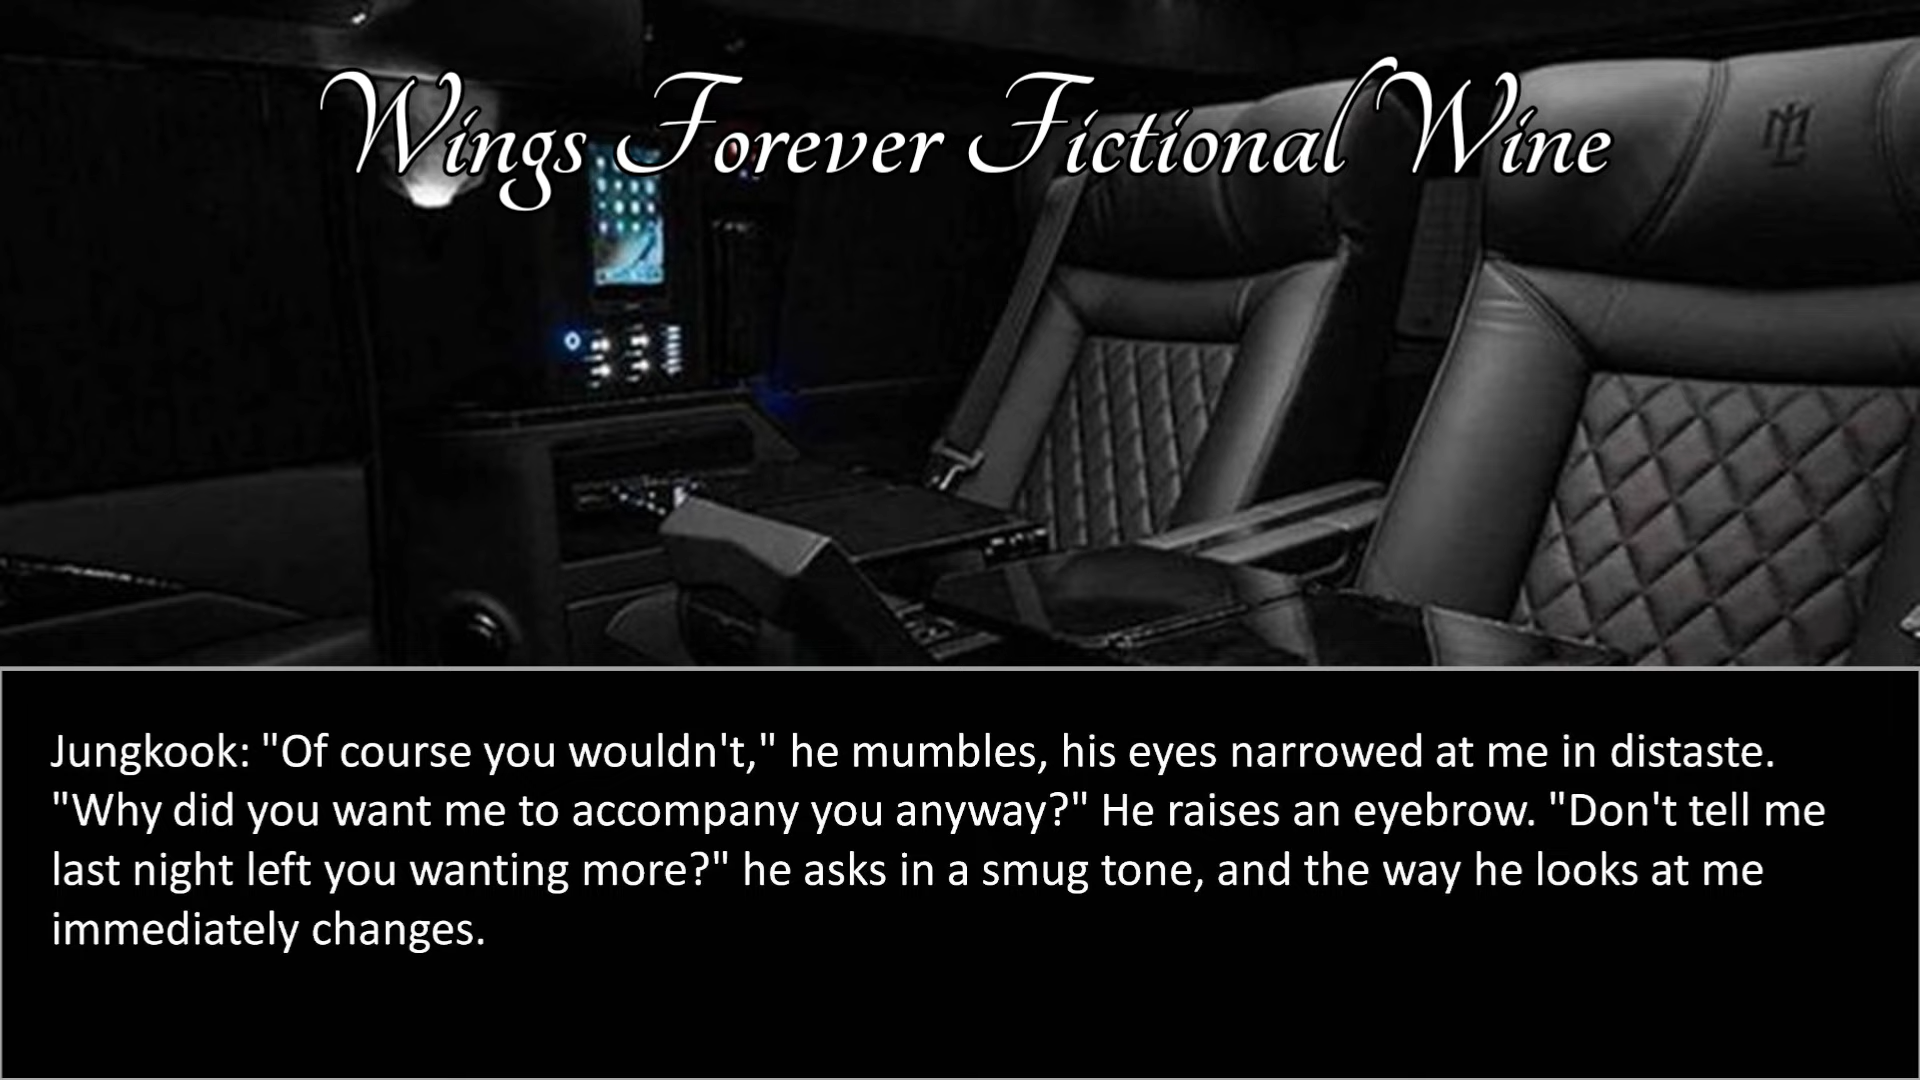 Wings Forever Fictional Wine
Jungkook: "Of course you wouldn't," he mumbles, his eyes narrowed at me in distaste.
"Why did you want me to accompany you anyway?" He raises an eyebrow. "Don't tell me
last night left you wanting more?" he asks in a smug tone, and the way he looks at me
immediately changes.